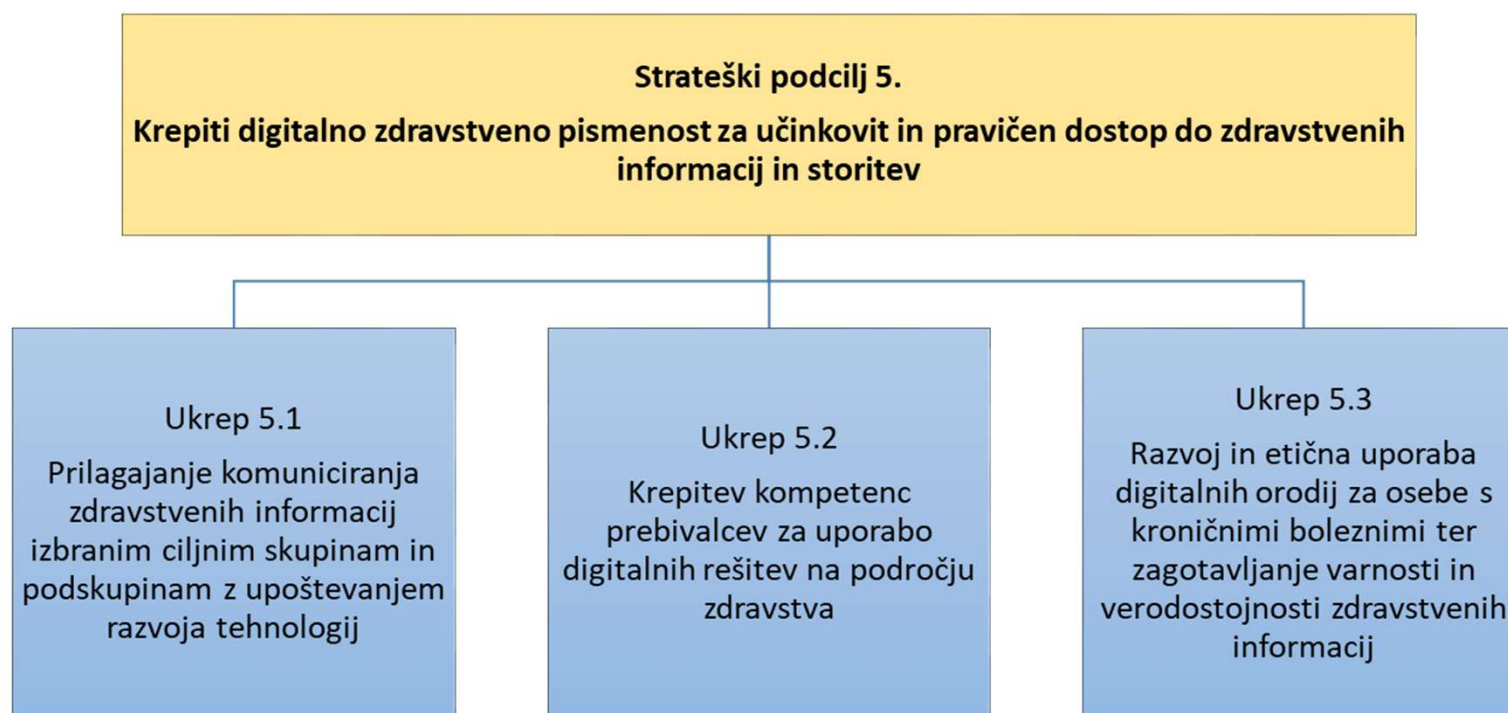 Strateški podcilj 5.
Krepiti digitalno zdravstveno pismenost za učinkovit in pravičen dostop do zdravstvenih
informacij in storitev
Ukrep 5.1
Prilagajanje komuniciranja
zdravstvenih informacij
izbranim ciljnim skupinam in
podskupinam z upoštevanjem
razvoja tehnologij
Ukrep 5.2
Krepitev kompetenc
prebivalcev za uporabo
digitalnih rešitev na področju
zdravstva
Ukrep 5.3
Razvoj in etična uporaba
digitalnih orodij za osebe s
kroničnimi boleznimi ter
zagotavljanje varnosti in
verodostojnosti zdravstvenih
informacij